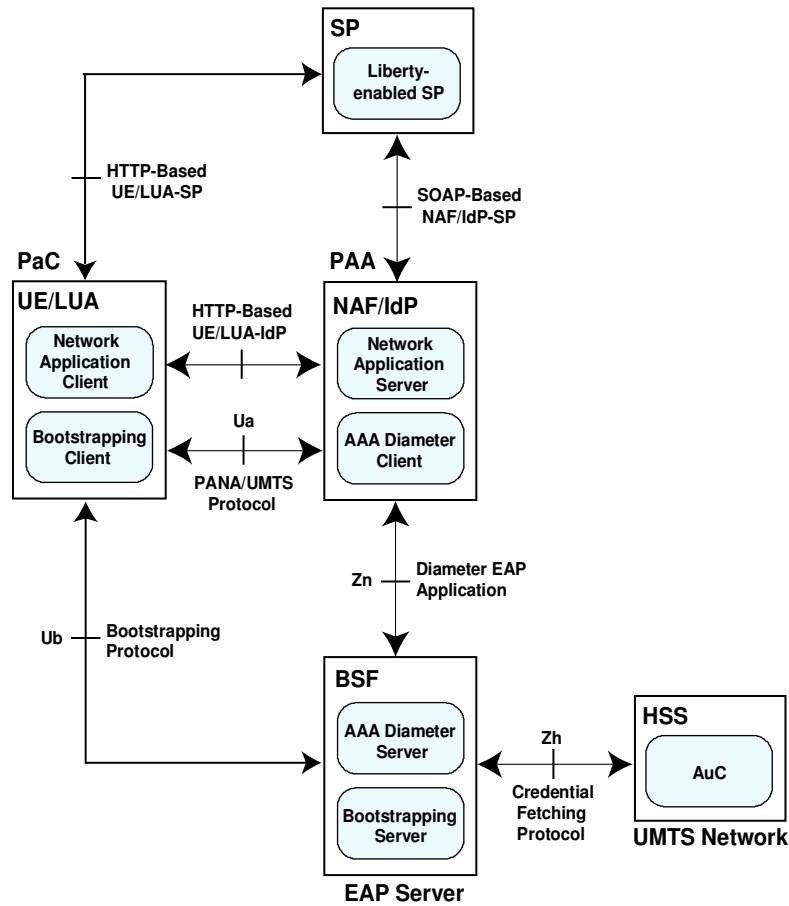 SP
Liberty-
enabled SP
HTTP-Based
UE/LUA-SP
SOAP-Based
NAF/IdP-SP
PaC
PAA
UE/LUA
Network
Application
Client
Bootstrapping
Client
HTTP-Based
UE/LUA-IdP
Ua
PANA/UMTS
Protocol
NAF/IdP
Network
Application
Server
AAA Diameter
Client
Zn
Diameter EAP
Application
Ub
Bootstrapping
Protocol
BSF
AAA Diameter
Server
Bootstrapping
Server
EAP Server
Zh
Credential
Fetching
Protocol
HSS
AuC
UMTS Network